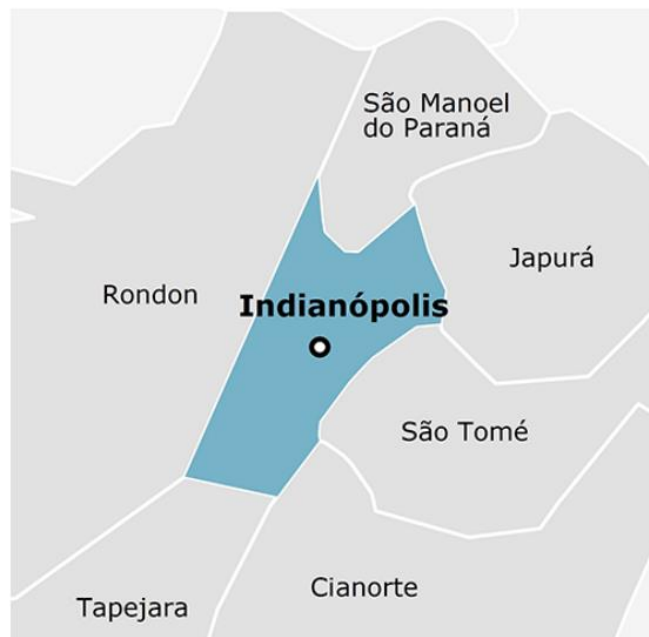 São Manoel
do Paraná
Japurá
Rondon
Indianópolis
São Tomé
Cianorte
Tapejara